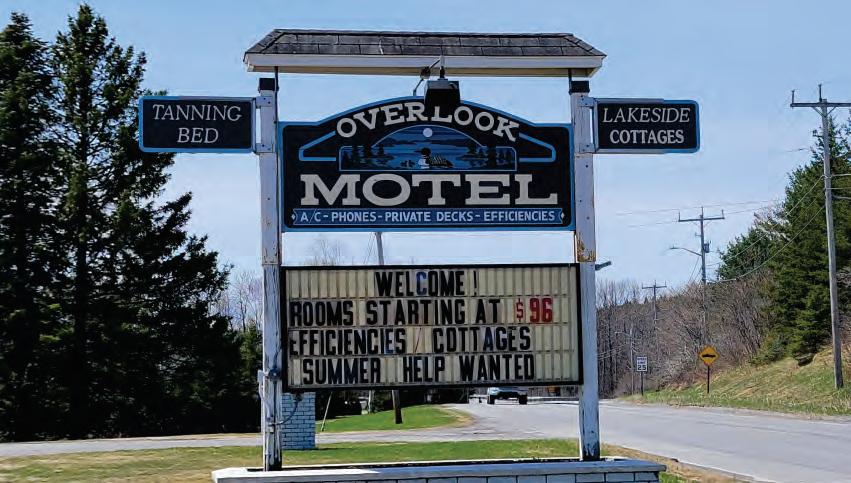 TANNING
BED
OVERLOOK
MOTEL
A/C - PHONES - PRIVATE DECKS - EFFICIENCIES
LAKESIDE
COTTAGES
WELCOME!
ROOMS STARTING AT $96
EFFICIENCIES / COTTAGES
SUMMER HELP WANTED
25